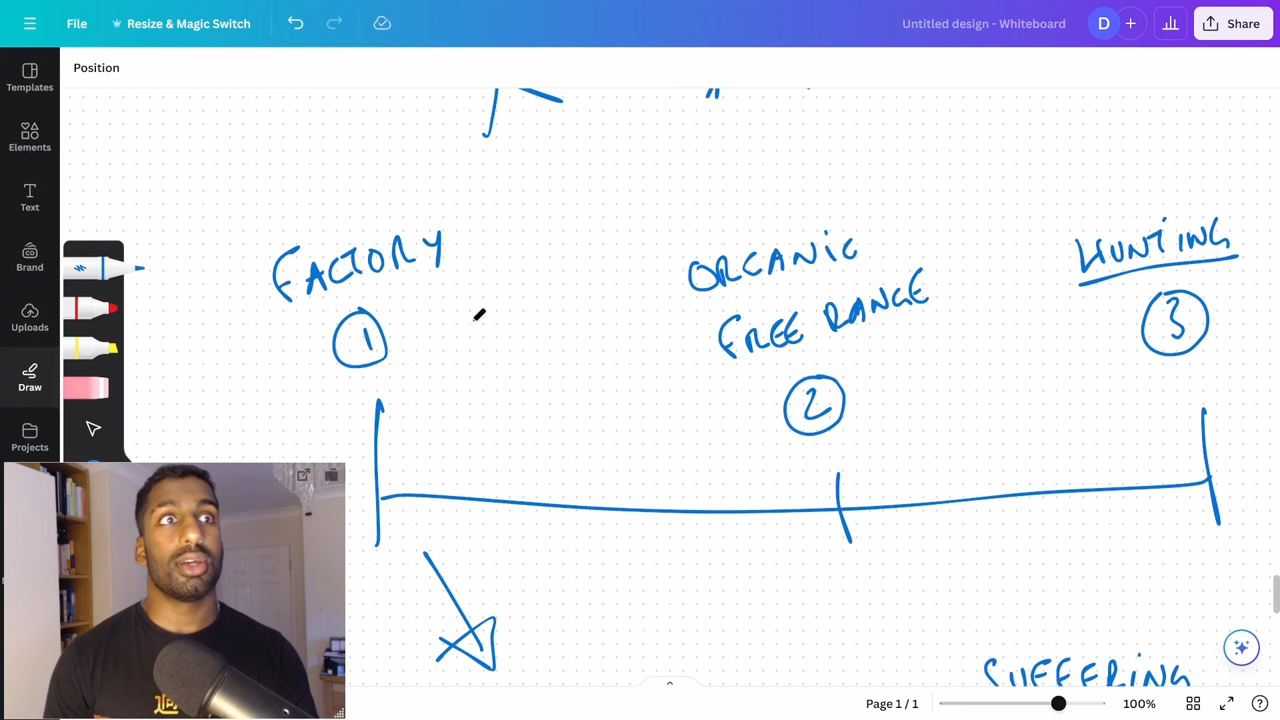 File
Resize & Magic Switch
Untitled design - Whiteboard
D
+
Share
Position
Templates
Elements
Text
Brand
Uploads
Draw
Projects
FACTORY
1
ORGANIC
FREE RANGE
2
HUNTING
3
SUFFERING
Page 1 / 1
100%